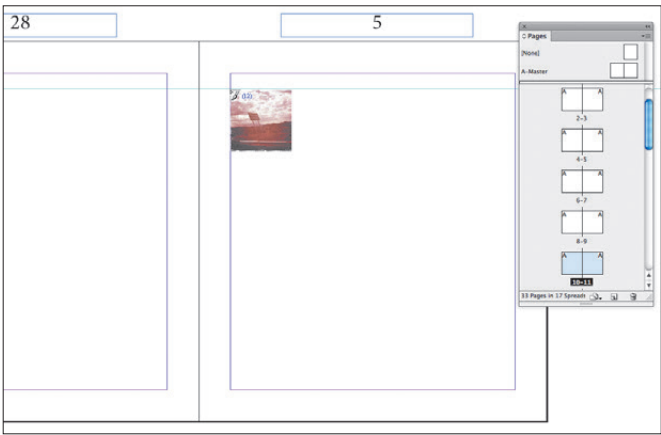 28
5
Pages
[None]
A-Master
A A
2-3
A A
4-5
A A
6-7
A A
8-9
A A
10-11
33 Pages in 17 Spreads